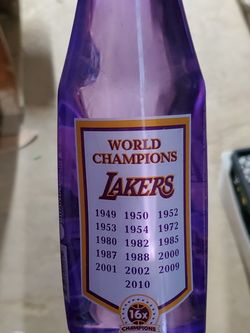 WORLD
CHAMPIONS
LAKERS
1949 1950 1952
1953 1954 1972
1980 1982 1985
1987 1988 2000
2001 2002 2009
2010
16x
CHAMPIONS